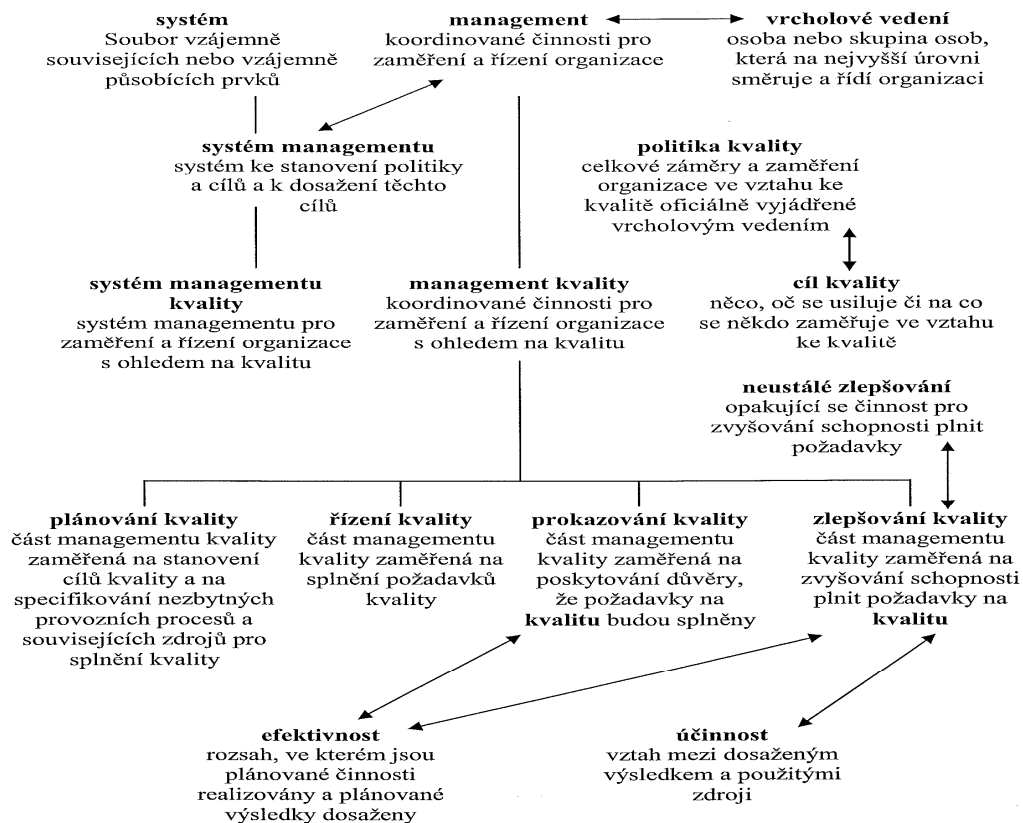 systém
Soubor vzájemně
souvisejících nebo vzájemně
působících prvků
management
koordinované činnosti pro
zaměření a řízení organizace
vrcholové vedení
osoba nebo skupina osob,
která na nejvyšší úrovni
směruje a řídí organizaci
systém managementu
systém ke stanovení politiky
a cílů a k dosažení těchto
cílů
politika kvality
celkové záměry a zaměření
organizace ve vztahu ke
kvalitě oficiálně vyjádřené
vrcholovým vedením
systém managementu
kvality
systém managementu pro
zaměření a řízení organizace
s ohledem na kvalitu
management kvality
koordinované činnosti pro
zaměření a řízení organizace
s ohledem na kvalitu
cíl kvality
něco, oč se usiluje či na co
se někdo zaměřuje ve vztahu
ke kvalitě
neustálé zlepšování
opakující se činnost pro
zvyšování schopnosti plnit
požadavky
plánování kvality
část managementu kvality
zaměřená na stanovení
cílů kvality a na
specifikování nezbytných
provozních procesů a
souvisejících zdrojů pro
splnění kvality
řízení kvality
část managementu
kvality zaměřená na
splnění požadavků
kvality
prokazování kvality
část managementu
kvality zaměřená na
poskytování důvěry,
že požadavky na
kvalitu budou splněny
zlepšování kvality
část managementu
kvality zaměřená na
zvyšování schopnosti
plnit požadavky na
kvalitu
efektivnost
rozsah, ve kterém jsou
plánované činnosti
realizovány a plánované
výsledky dosaženy
účinnost
vztah mezi dosaženým
výsledkem a použitými
zdroji